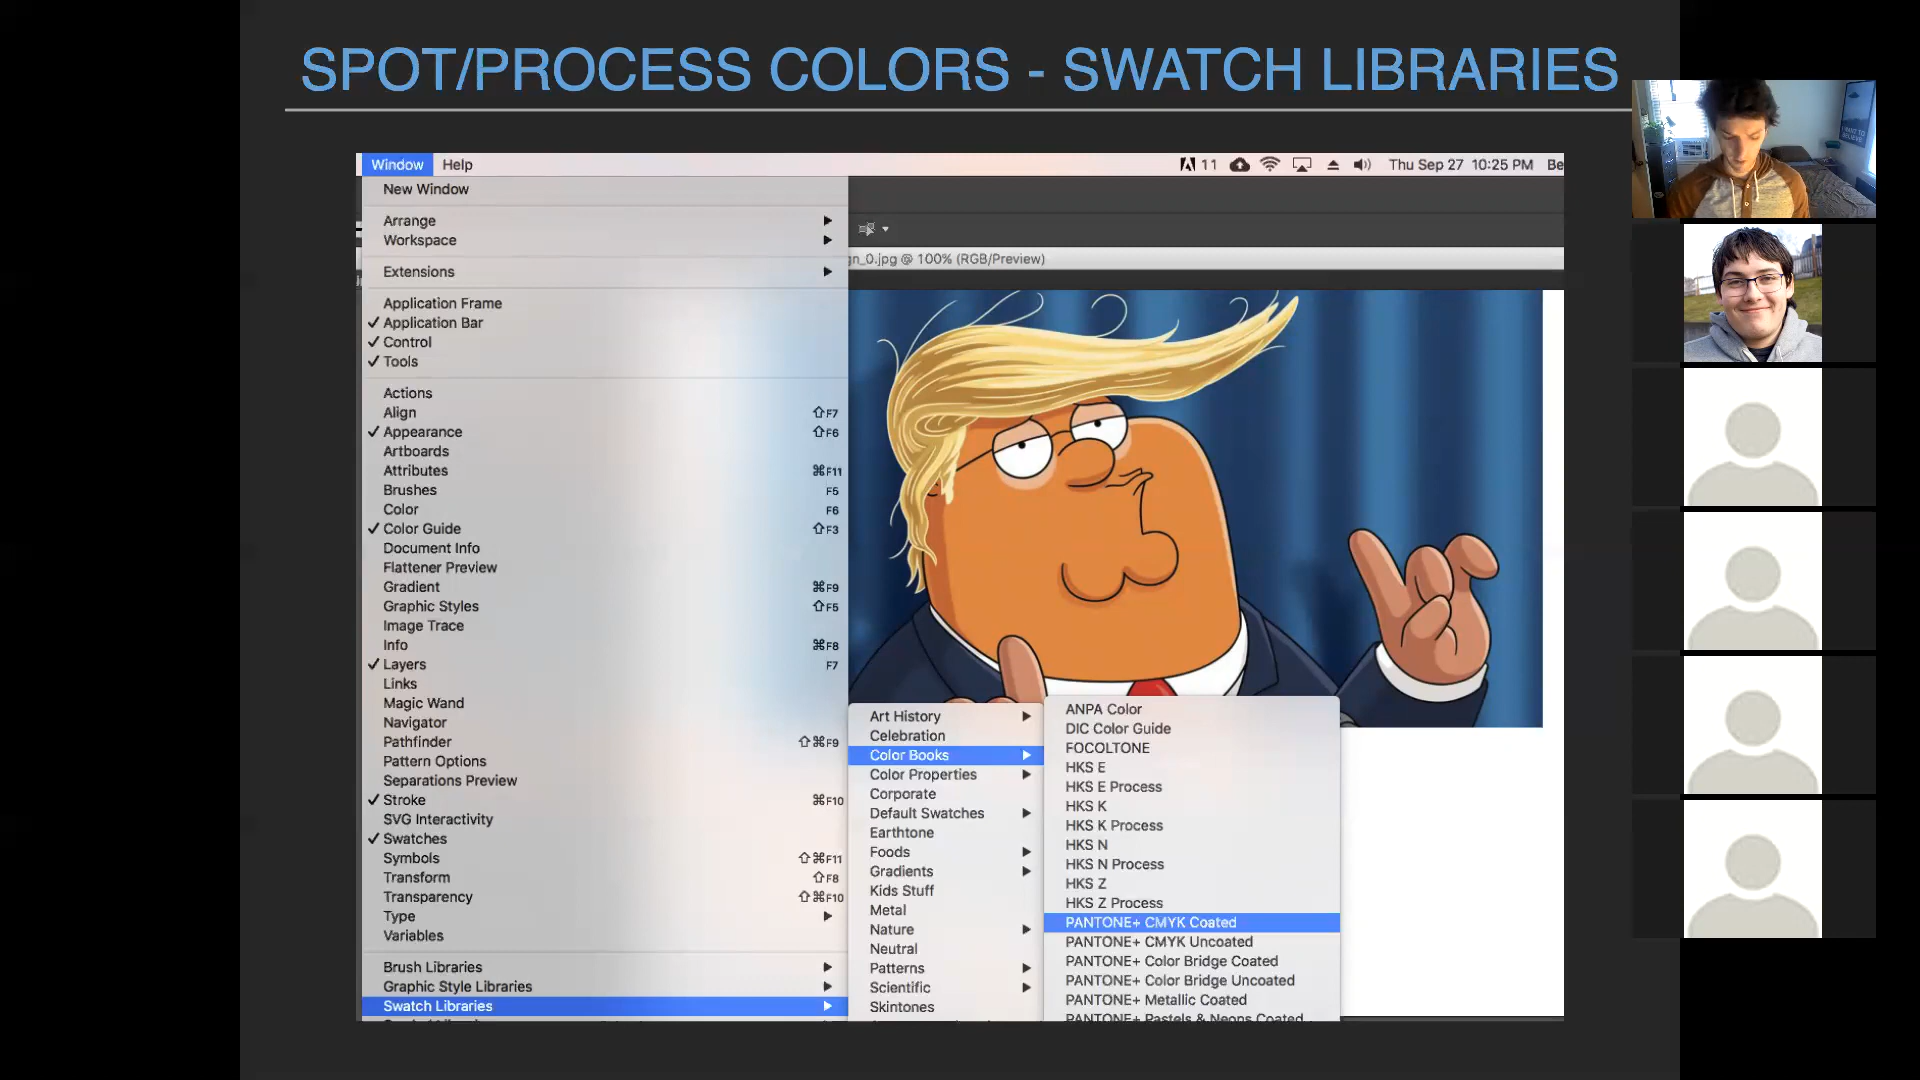 SPOT/PROCESS COLORS - SWATCH LIBRARIES
Window Help
11 Thu Sep 27 10:25 PM Be
New Window
Arrange
Workspace
gn_0.jpg @ 100% (RGB/Preview)
Extensions
Application Frame
Application Bar
Control
Tools
Actions
Align ⇧F7
Appearance ⇧F6
Artboards
Attributes ⌘F11
Brushes F5
Color F6
Color Guide ⇧F3
Document Info
Flattener Preview
Gradient ⌘F9
Graphic Styles ⇧F5
Image Trace
Info ⌘F8
Layers F7
Links
Magic Wand
Navigator
Pathfinder ⇧⌘F9
Pattern Options
Separations Preview
Stroke ⌘F10
SVG Interactivity
Swatches
Symbols ⇧⌘F11
Transform ⇧F8
Transparency ⇧⌘F10
Type
Variables
Brush Libraries
Graphic Style Libraries
Swatch Libraries
Art History
Celebration
Color Books
Color Properties
Corporate
Default Swatches
Earthtone
Foods
Gradients
Kids Stuff
Metal
Nature
Neutral
Patterns
Scientific
Skintones
ANPA Color
DIC Color Guide
FOCOLTONE
HKS E
HKS E Process
HKS K
HKS K Process
HKS N
HKS N Process
HKS Z
HKS Z Process
PANTONE+ CMYK Coated
PANTONE+ CMYK Uncoated
PANTONE+ Color Bridge Coated
PANTONE+ Color Bridge Uncoated
PANTONE+ Metallic Coated
PANTONE+ Pastels & Neons Coated